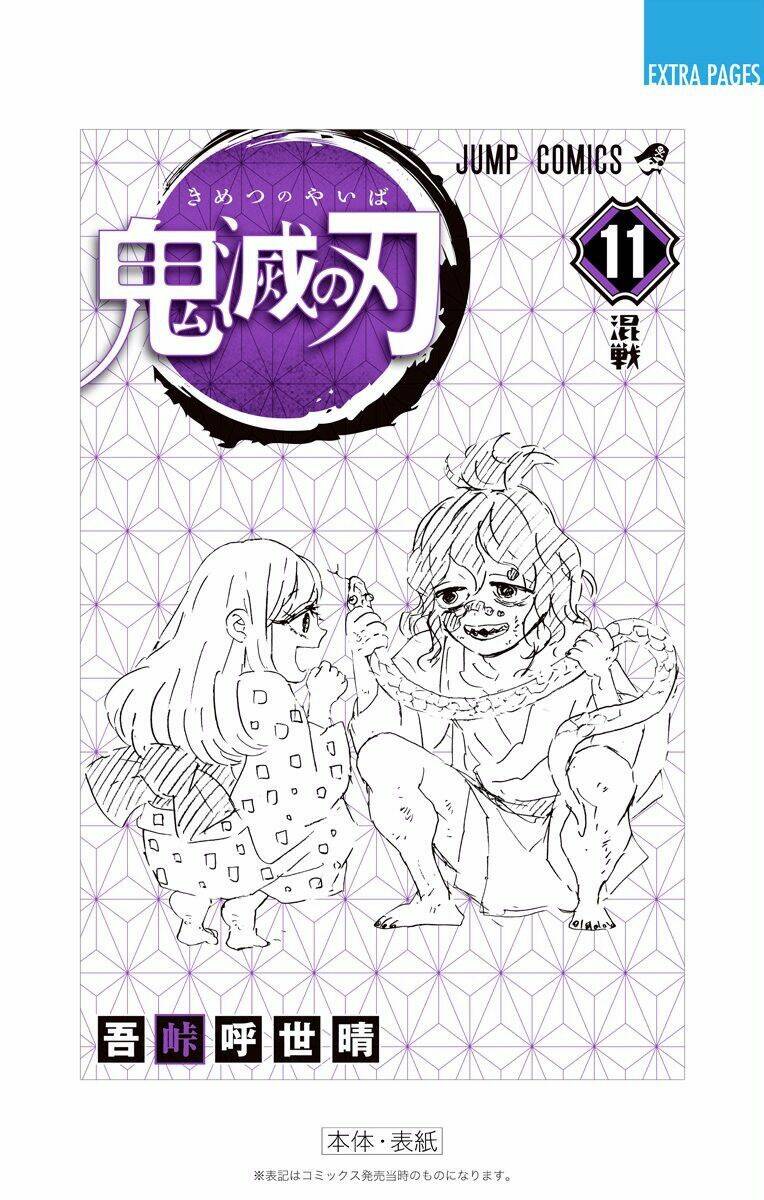 EXTRA PAGES
JUMP COMICS
きめつのやいば
鬼滅の刃
11
混戦
吾峠呼世晴
本体・表紙
※表記はコミックス発売当時のものになります。